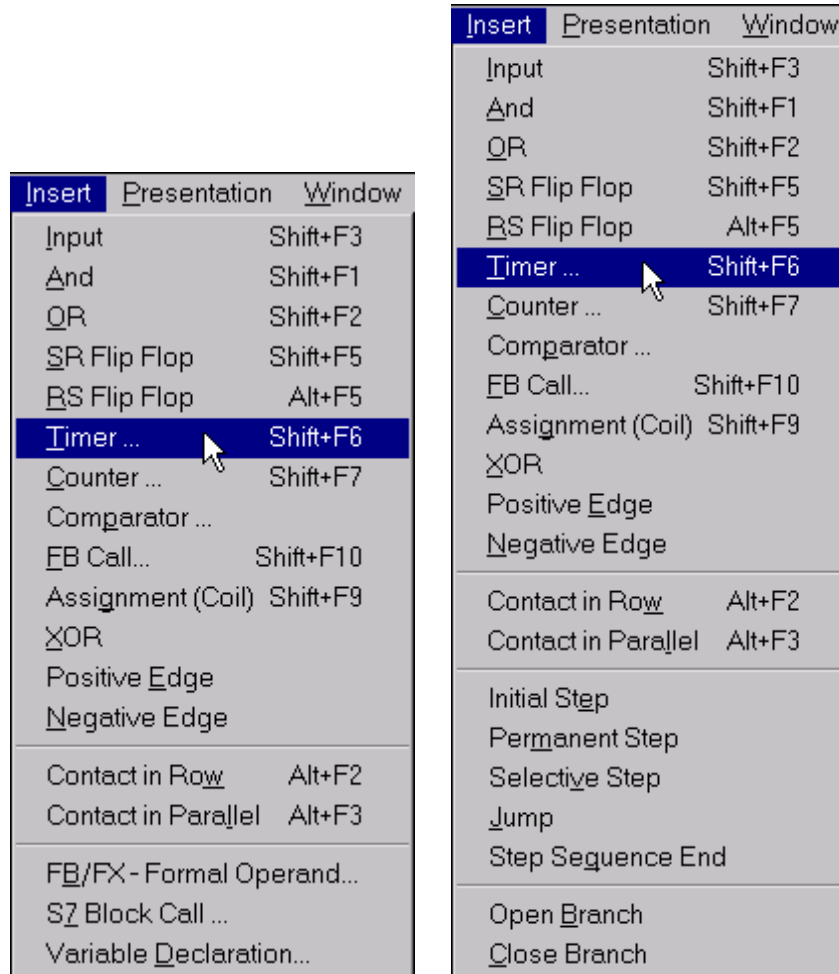 Insert Presentation Window
Input Shift+F3
And Shift+F1
OR Shift+F2
SR Flip Flop Shift+F5
RS Flip Flop Alt+F5
Timer ... Shift+F6
Counter ... Shift+F7
Comparator ...
FB Call... Shift+F10
Assignment (Coil) Shift+F9
XOR
Positive Edge
Negative Edge
Contact in Row Alt+F2
Contact in Parallel Alt+F3
FB/FX - Formal Operand...
S7 Block Call ...
Variable Declaration...
Insert Presentation Window
Input Shift+F3
And Shift+F1
OR Shift+F2
SR Flip Flop Shift+F5
RS Flip Flop Alt+F5
Timer ... Shift+F6
Counter ... Shift+F7
Comparator ...
FB Call... Shift+F10
Assignment (Coil) Shift+F9
XOR
Positive Edge
Negative Edge
Contact in Row Alt+F2
Contact in Parallel Alt+F3
Initial Step
Permanent Step
Selective Step
Jump
Step Sequence End
Open Branch
Close Branch